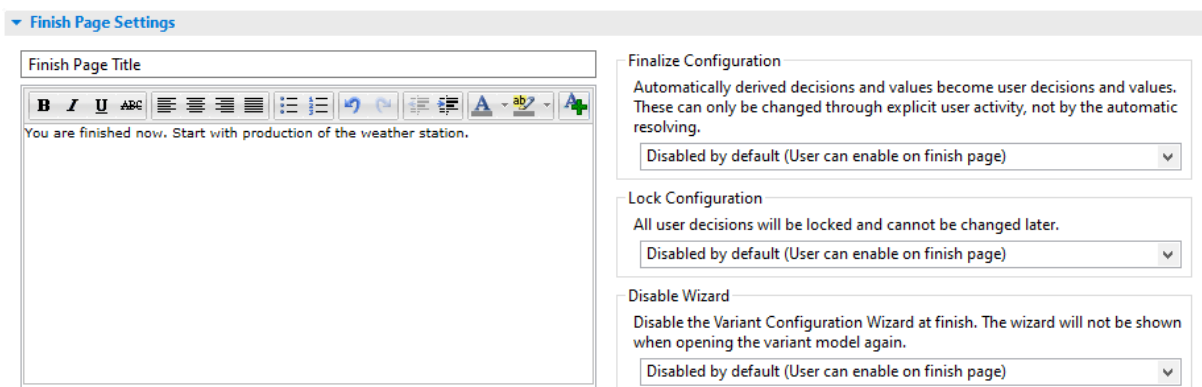 Finish Page Settings
Finish Page Title
B I U ABC A ab A
You are finished now. Start with production of the weather station.
Finalize Configuration
Automatically derived decisions and values become user decisions and values.
These can only be changed through explicit user activity, not by the automatic
resolving.
Disabled by default (User can enable on finish page)
Lock Configuration
All user decisions will be locked and cannot be changed later.
Disabled by default (User can enable on finish page)
Disable Wizard
Disable the Variant Configuration Wizard at finish. The wizard will not be shown
when opening the variant model again.
Disabled by default (User can enable on finish page)